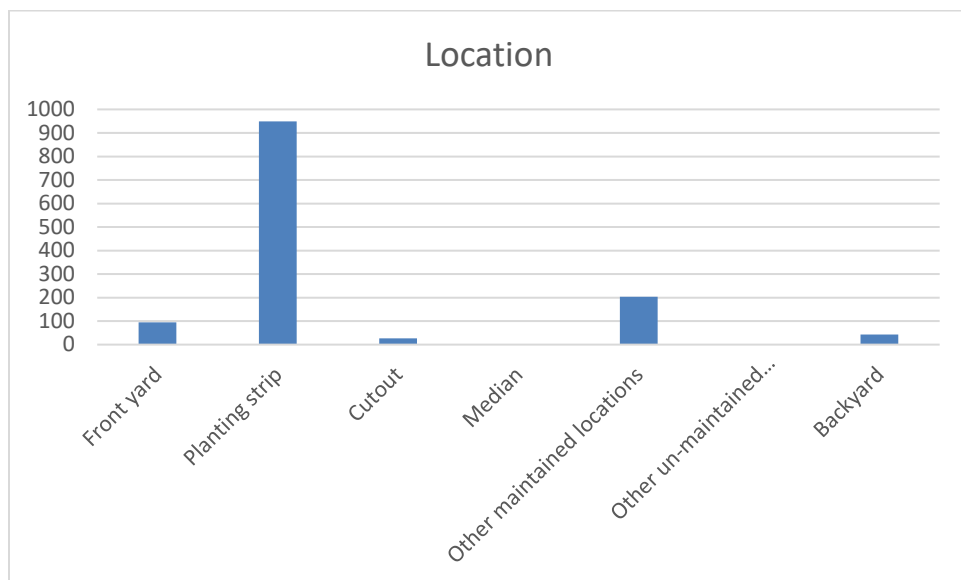 Location
1000
900
800
700
600
500
400
300
200
100
0
Front yard
Planting strip
Cutout
Median
Other maintained locations
Other un-maintained...
Backyard